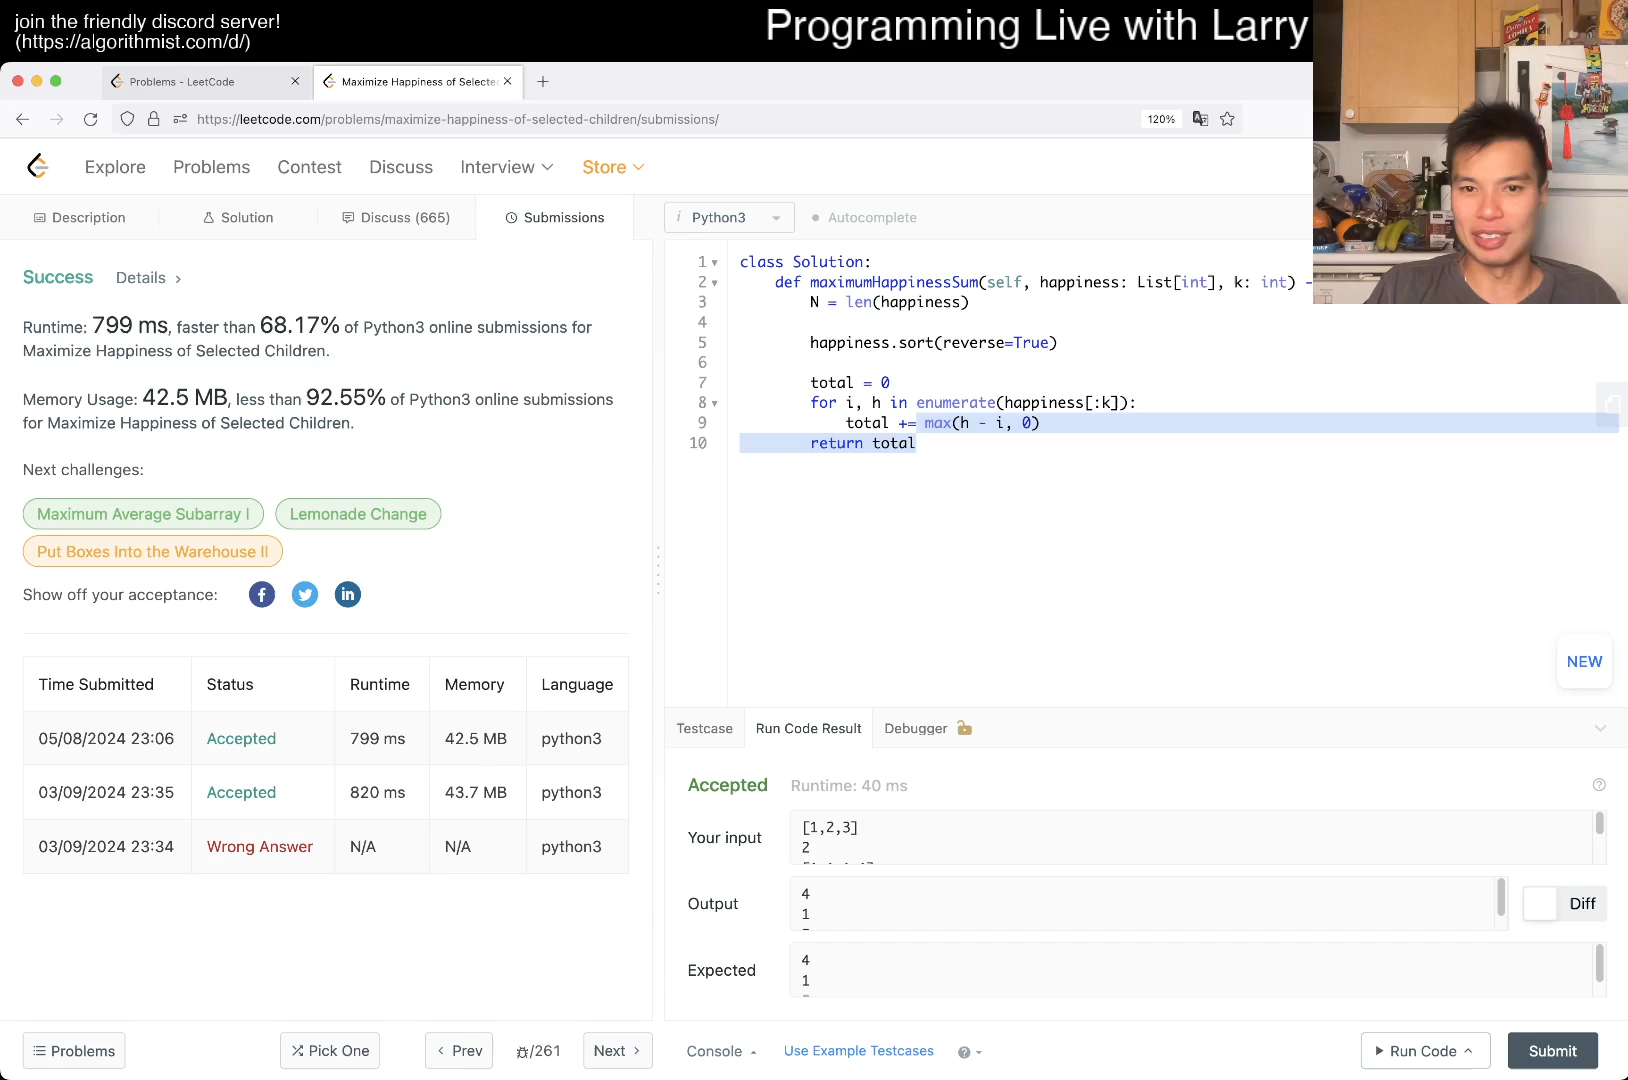 join the friendly discord server!
(https://algorithmist.com/d/)
Programming Live with Larry
Problems - LeetCode
Maximize Happiness of Selecte
https://leetcode.com/problems/maximize-happiness-of-selected-children/submissions/
120%
Explore
Problems
Contest
Discuss
Interview
Store
Description
Solution
Discuss (665)
Submissions
i Python3
Autocomplete
Success
Details
Runtime: 799 ms, faster than 68.17% of Python3 online submissions for
Maximize Happiness of Selected Children.
Memory Usage: 42.5 MB, less than 92.55% of Python3 online submissions
for Maximize Happiness of Selected Children.
Next challenges:
Maximum Average Subarray I
Lemonade Change
Put Boxes Into the Warehouse II
Show off your acceptance:
Time Submitted Status Runtime Memory Language
05/08/2024 23:06 Accepted 799 ms 42.5 MB python3
03/09/2024 23:35 Accepted 820 ms 43.7 MB python3
03/09/2024 23:34 Wrong Answer N/A N/A python3
1 class Solution:
2 def maximumHappinessSum(self, happiness: List[int], k: int) -
3 N = len(happiness)
4
5 happiness.sort(reverse=True)
6
7 total = 0
8 for i, h in enumerate(happiness[:k]):
9 total += max(h - i, 0)
10 return total
NEW
Testcase
Run Code Result
Debugger
Accepted
Runtime: 40 ms
Your input
[1,2,3]
2
Output
4
1
Diff
Expected
4
1
Problems
Pick One
Prev
/261
Next
Console
Use Example Testcases
Run Code
Submit